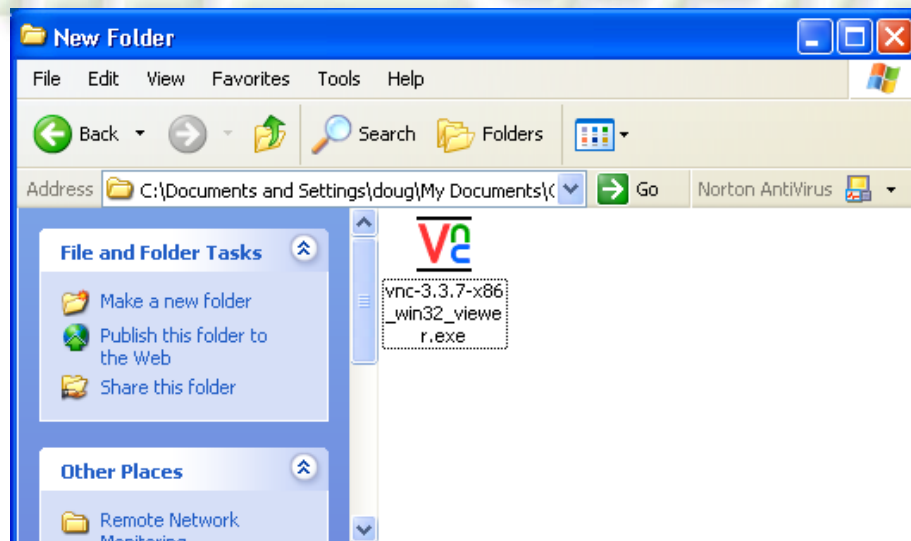 New Folder
File Edit View Favorites Tools Help
Back Search Folders
Address C:\Documents and Settings\doug\My Documents\( Go Norton AntiVirus
File and Folder Tasks
Make a new folder
Publish this folder to
the Web
Share this folder
Other Places
Remote Network
Monitoring
Vnc
vnc-3.3.7-x86
_win32_viewe
r.exe